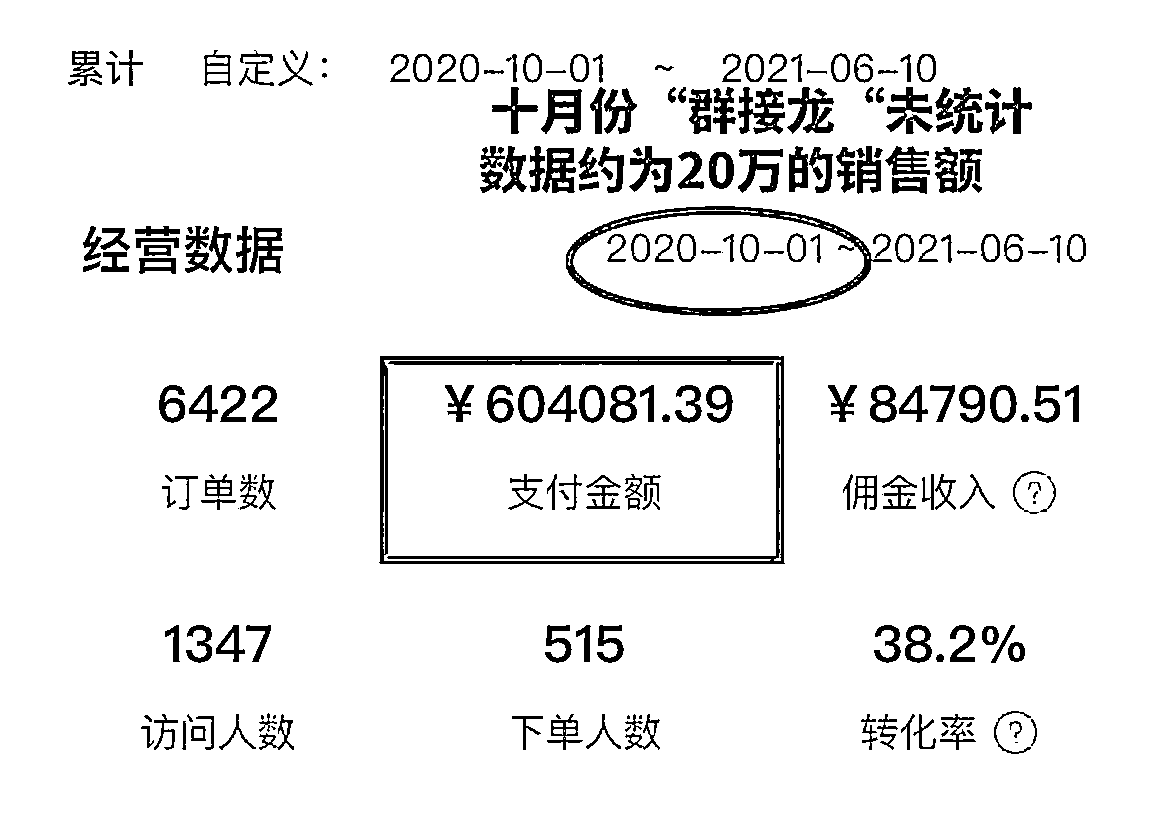 累计 自定义: 2020-10-01 ~ 2021-06-10
十月份“群接龙“未统计
数据约为20万的销售额
经营数据 2020-10-01 ~ 2021-06-10
6422 ¥604081.39 ¥84790.51
订单数 支付金额 佣金收入 ?
1347 515 38.2%
访问人数 下单人数 转化率 ?